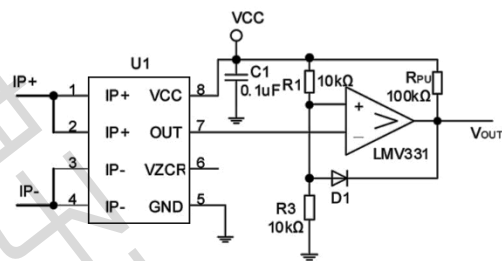 VCC
U1
IP+
1
IP+
VCC
8
C1
0.1uF
R1
10kΩ
RPU
100kΩ
2
IP+
OUT
7
+
−
VOUT
LMV331
3
IP-
VZCR
6
IP-
4
IP-
GND
5
D1
R3
10kΩ